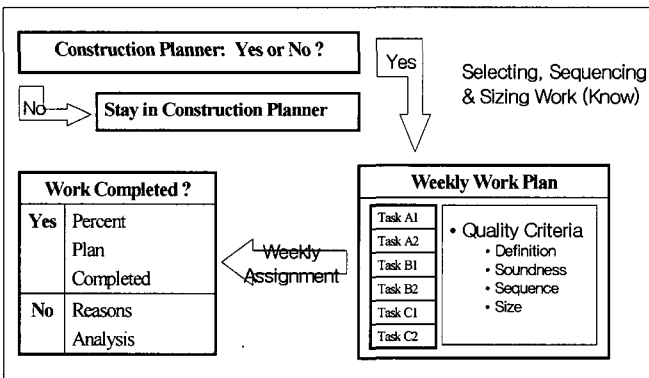 Construction Planner: Yes or No ?
Yes
Selecting, Sequencing
& Sizing Work (Know)
No
Stay in Construction Planner
Work Completed ?
Yes
Percent
Plan
Completed
No
Reasons
Analysis
Weekly
Assignment
Weekly Work Plan
Task A1
Task A2
Task B1
Task B2
Task C1
Task C2
• Quality Criteria
• Definition
• Soundness
• Sequence
• Size